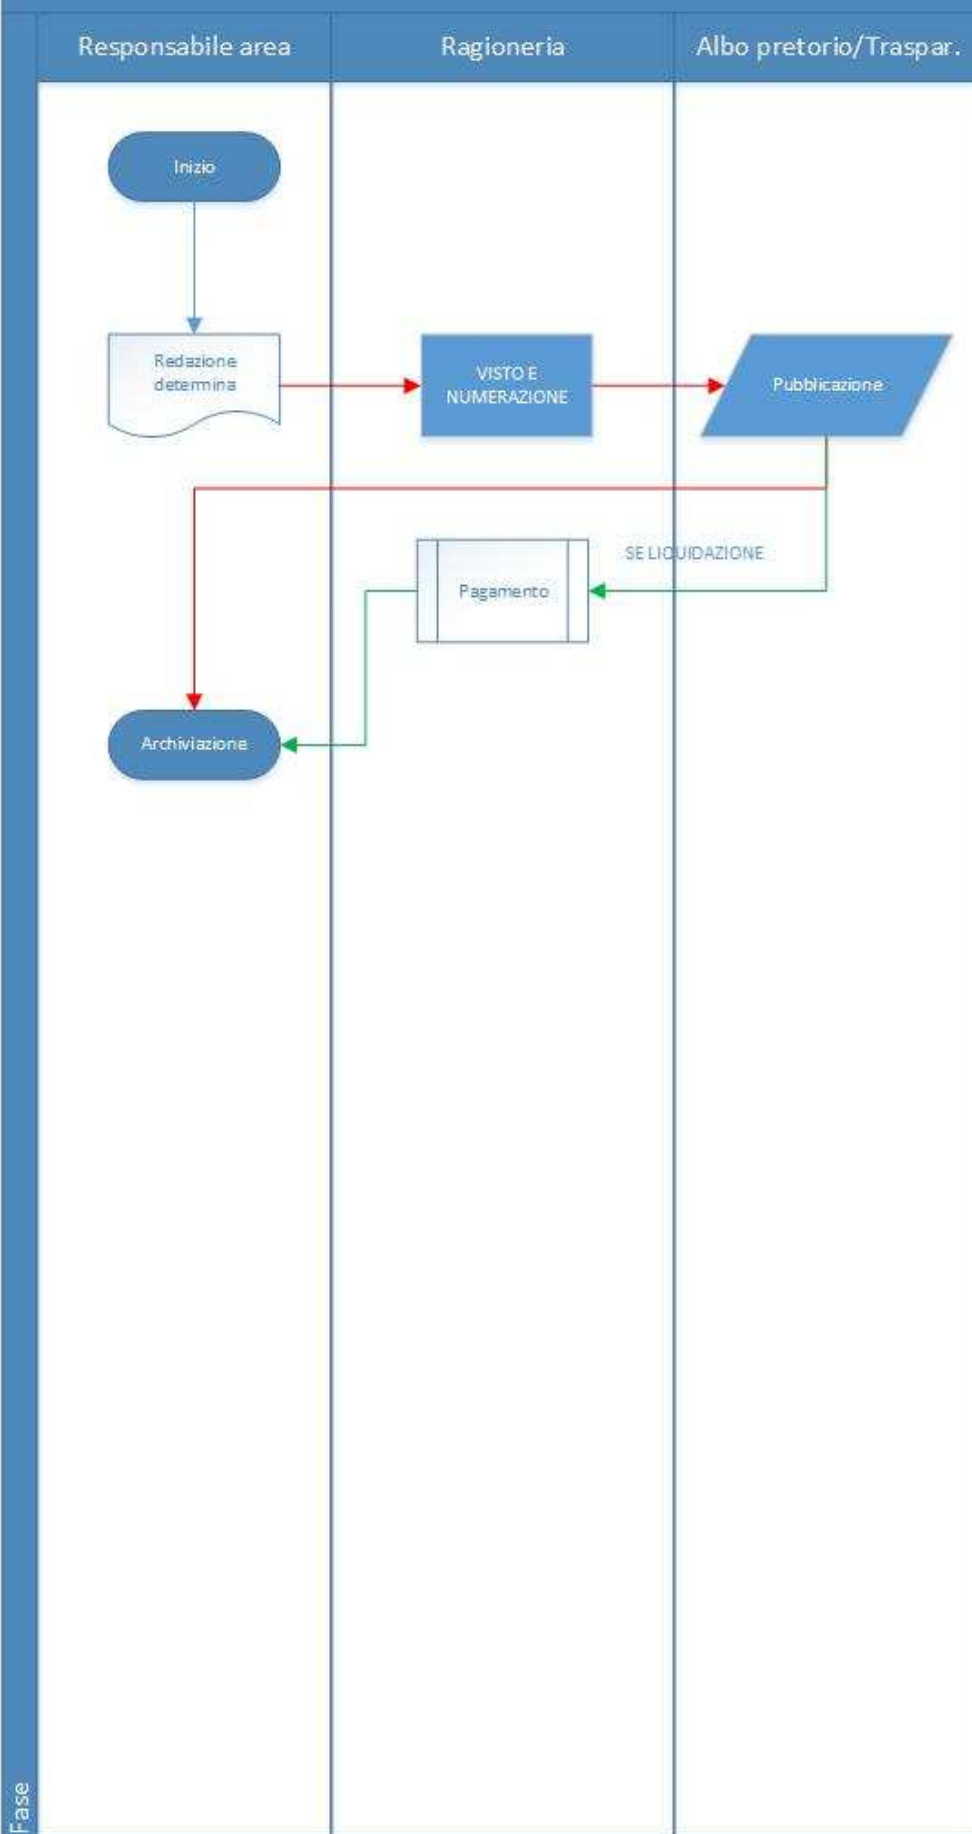 Responsabile area
Ragioneria
Albo pretorio/Traspar.
Inizio
Redazione
determina
VISTO E
NUMERAZIONE
Pubblicazione
SE LIQUIDAZIONE
Pagamento
Archiviazione
Fase